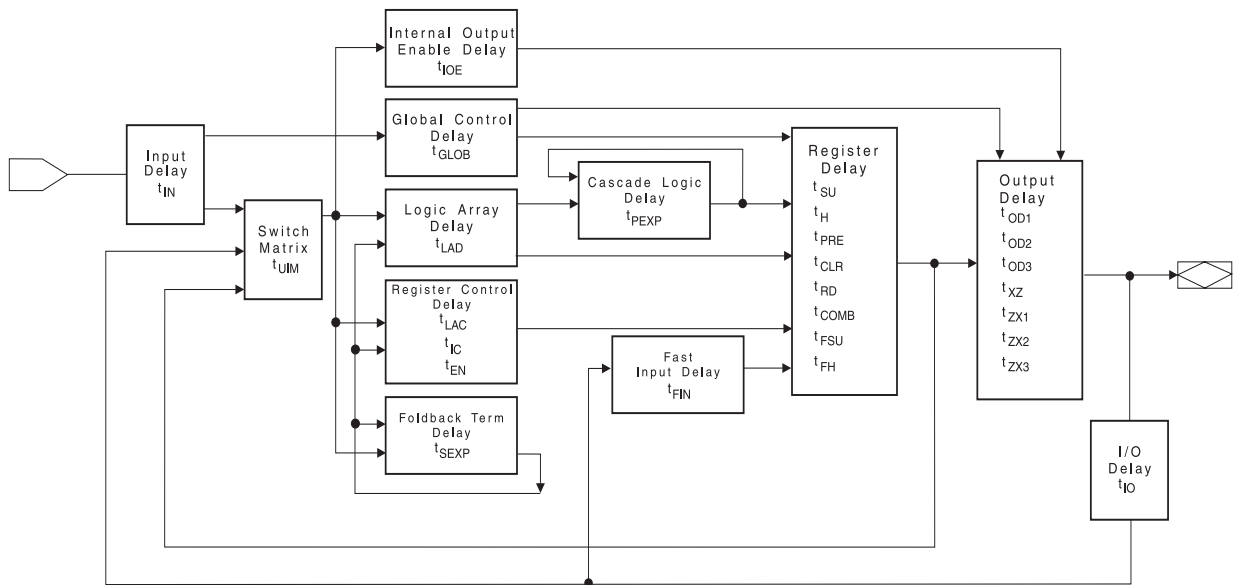 Input
Delay
tIN
Switch
Matrix
tUIM
Internal Output
Enable Delay
tIOE
Global Control
Delay
tGLOB
Logic Array
Delay
tLAD
Register Control
Delay
tLAC
tIC
tEN
Foldback Term
Delay
tSEXP
Cascade Logic
Delay
tPEXP
Fast
Input Delay
tFIN
Register
Delay
tSU
tH
tPRE
tCLR
tRD
tCOMB
tFSU
tFH
Output
Delay
tOD1
tOD2
tOD3
tXZ
tZX1
tZX2
tZX3
I/O
Delay
tIO